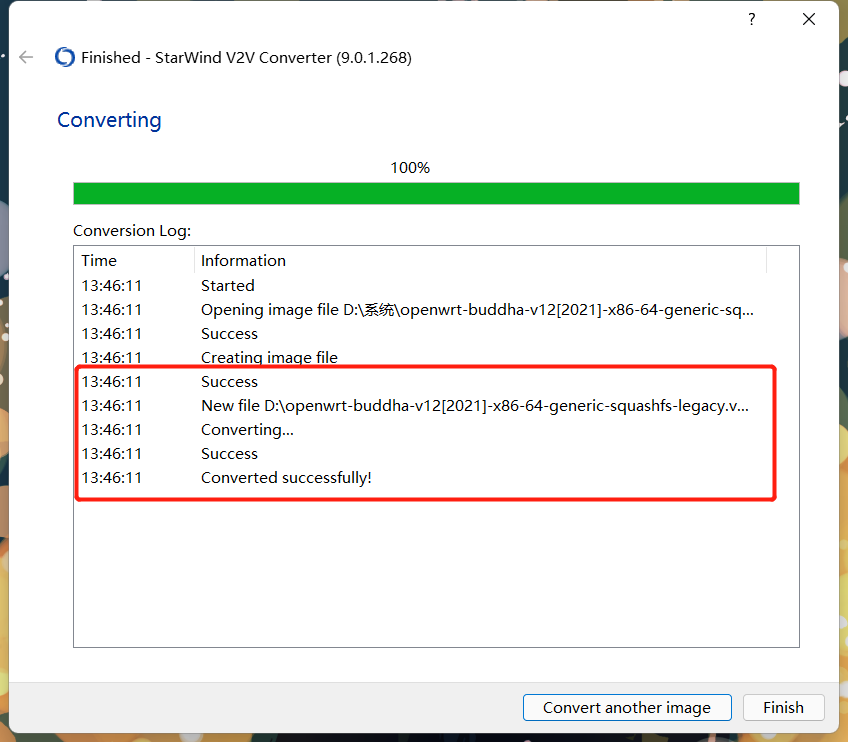 ?
Finished - StarWind V2V Converter (9.0.1.268)
Converting
100%
Conversion Log:
Time Information
13:46:11 Started
13:46:11 Opening image file D:\系统\openwrt-buddha-v12[2021]-x86-64-generic-sq...
13:46:11 Success
13:46:11 Creating image file
13:46:11 Success
13:46:11 New file D:\openwrt-buddha-v12[2021]-x86-64-generic-squashfs-legacy.v...
13:46:11 Converting...
13:46:11 Success
13:46:11 Converted successfully!
Convert another image Finish